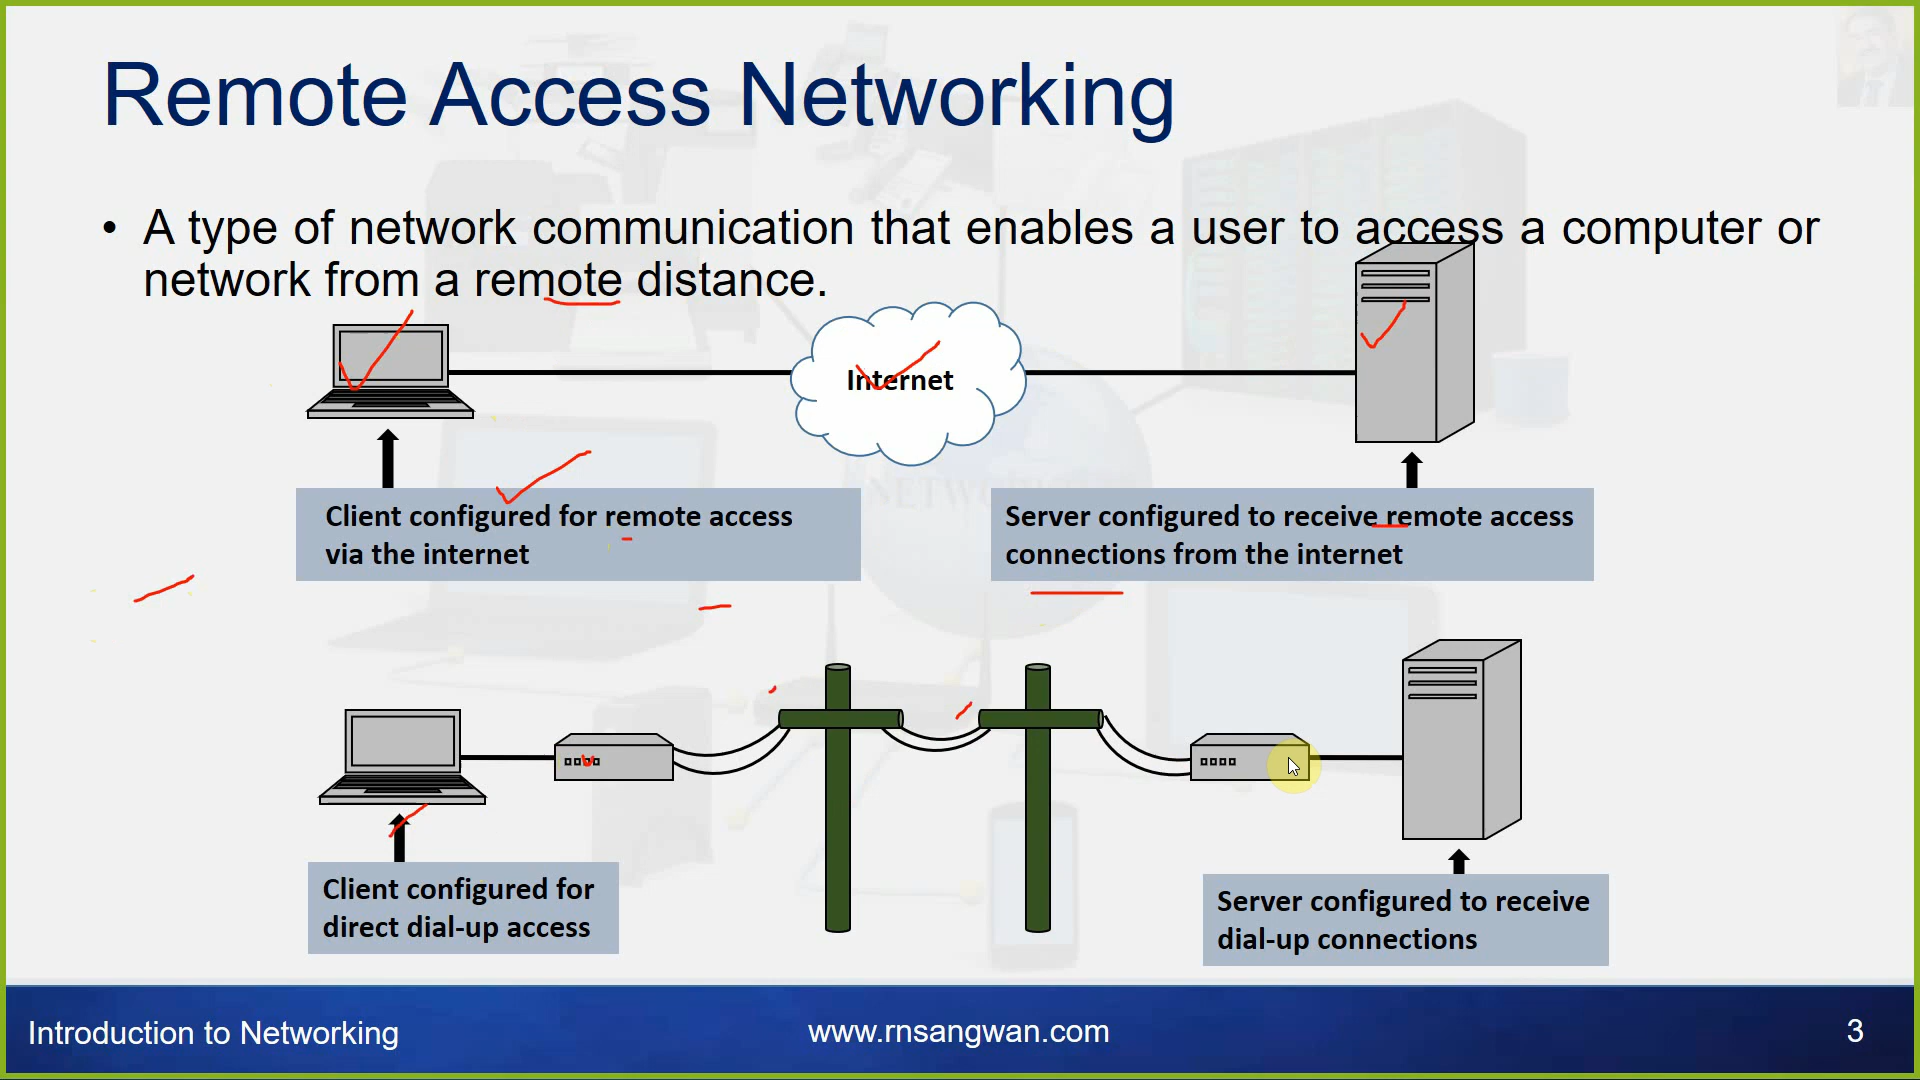 Remote Access Networking
• A type of network communication that enables a user to access a computer or
network from a remote distance.
Internet
Client configured for remote access
via the internet
Server configured to receive remote access
connections from the internet
Client configured for
direct dial-up access
Server configured to receive
dial-up connections
Introduction to Networking
www.rnsangwan.com
3